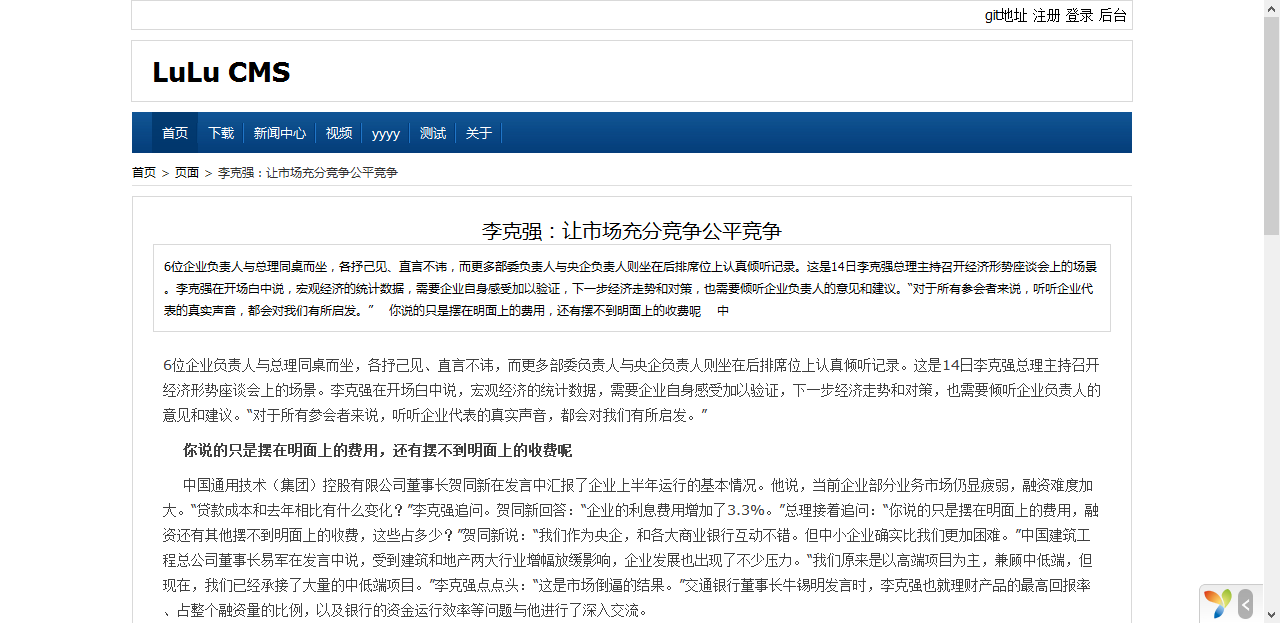 git地址 注册 登录 后台
LuLu CMS
首页 下载 新闻中心 视频 yyyy 测试 关于
首页 > 页面 > 李克强：让市场充分竞争公平竞争
李克强：让市场充分竞争公平竞争
6位企业负责人与总理同桌而坐，各抒己见、直言不讳，而更多部委负责人与央企负责人则坐在后排席位上认真倾听记录。这是14日李克强总理主持召开经济形势座谈会上的场景
。李克强在开场白中说，宏观经济的统计数据，需要企业自身感受加以验证，下一步经济走势和对策，也需要倾听企业负责人的意见和建议。“对于所有参会者来说，听听企业代
表的真实声音，都会对我们有所启发。” 你说的只是摆在明面上的费用，还有摆不到明面上的收费呢 中
6位企业负责人与总理同桌而坐，各抒己见、直言不讳，而更多部委负责人与央企负责人则坐在后排席位上认真倾听记录。这是14日李克强总理主持召开
经济形势座谈会上的场景。李克强在开场白中说，宏观经济的统计数据，需要企业自身感受加以验证，下一步经济走势和对策，也需要倾听企业负责人的
意见和建议。“对于所有参会者来说，听听企业代表的真实声音，都会对我们有所启发。”
你说的只是摆在明面上的费用，还有摆不到明面上的收费呢
中国通用技术（集团）控股有限公司董事长贺同新在发言中汇报了企业上半年运行的基本情况。他说，当前企业部分业务市场仍显疲弱，融资难度加
大。“贷款成本和去年相比有什么变化？”李克强追问。贺同新回答：“企业的利息费用增加了3.3%。”总理接着追问：“你说的只是摆在明面上的费用，融
资还有其他摆不到明面上的收费，这些占多少？”贺同新说：“我们作为央企，和各大商业银行互动不错。但中小企业确实比我们更加困难。”中国建筑工
程总公司董事长易军在发言中说，受到建筑和地产两大行业增幅放缓影响，企业发展也出现了不少压力。“我们原来是以高端项目为主，兼顾中低端，但
现在，我们已经承接了大量的中低端项目。”李克强点点头：“这是市场倒逼的结果。”交通银行董事长牛锡明发言时，李克强也就理财产品的最高回报率
、占整个融资量的比例，以及银行的资金运行效率等问题与他进行了深入交流。